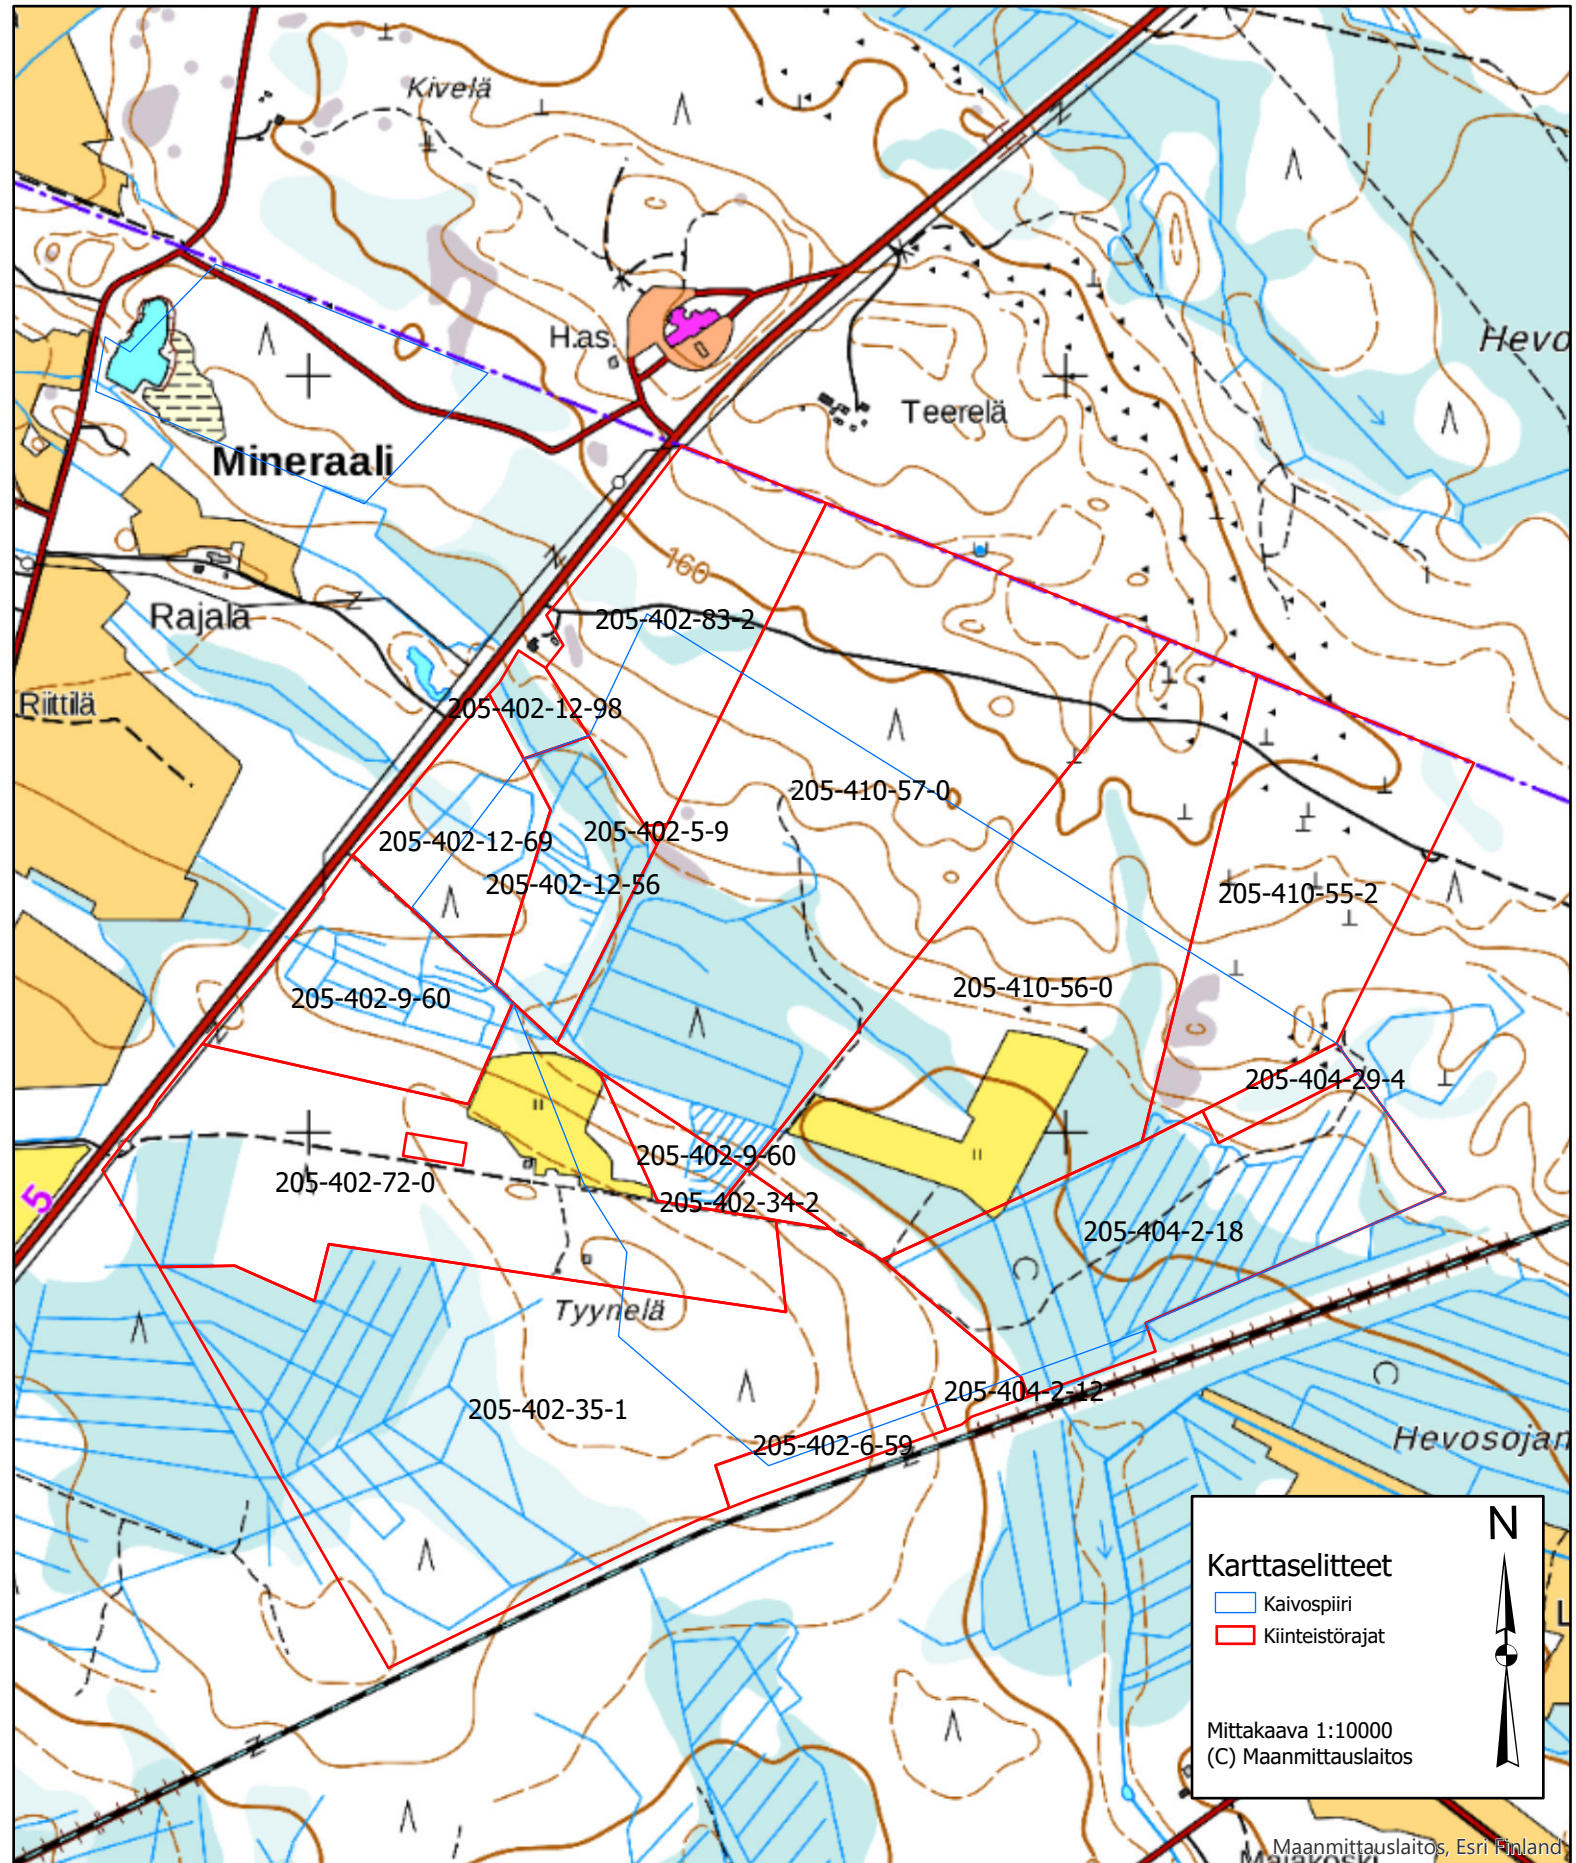 Kivelä
H.as.
Hevo
Teerelä
Mineraali
160
205-402-83-2
Rajala
Riittilä
205-402-12-98
205-410-57-0
205-402-5-9
205-402-12-69
205-402-12-56
205-410-55-2
205-410-56-0
205-402-9-60
205-404-29-4
205-402-9-60
205-402-72-0
5
205-402-34-2
205-404-2-18
Tyynelä
205-404-2-12
205-402-35-1
205-402-6-59
Hevosojan
N
Karttaselitteet
Kaivospiiri
Kiinteistörajat
L
Mittakaava 1:10000
(C) Maanmittauslaitos
Maanmittauslaitos, Esri Finland